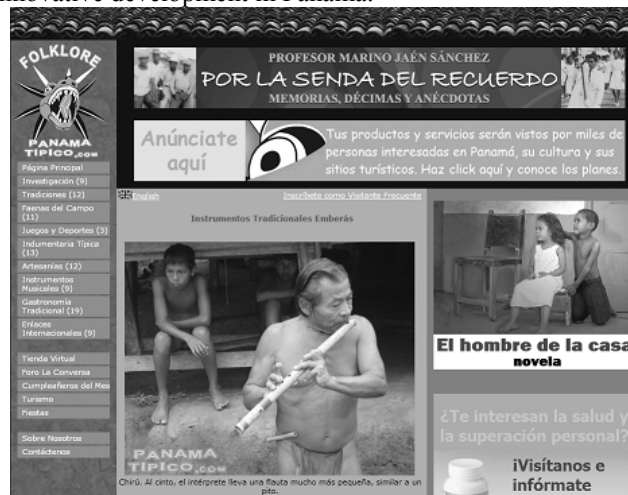 innovative development in Panama.
FOLKLORE
PANAMA
TIPICO.COM
PROFESOR MARINO JAÉN SÁNCHEZ
POR LA SENDA DEL RECUERDO
MEMORIAS, DÉCIMAS Y ANÉCDOTAS
Anúnciate
aquí
Tus productos y servicios serán vistos por miles de
personas interesadas en Panamá, su cultura y sus
sitios turísticos. Haz click aquí y conoce los planes.
Página Principal
Investigación (9)
Tradiciones (12)
Faenas del Campo
(11)
Juegos y Deportes (3)
Indumentaria Típica
(13)
Artesanías (12)
Instrumentos
Musicales (9)
Gastronomía
Tradicional (19)
Enlaces
Internacionales (9)
Tienda Virtual
Foro La Conversa
Cumpleañeros del Mes
Turismo
Fiestas
Sobre Nosotros
Contáctenos
English
Inscríbete como Visitante Frecuente
Instrumentos Tradicionales Emberás
PANAMA
TIPICO.COM
Chirú. Al cinto, el intérprete lleva una flauta mucho más pequeña, similar a un
pito.
El hombre de la casa
novela
¿Te interesan la salud y
la superación personal?
¡Visítanos e
infórmate